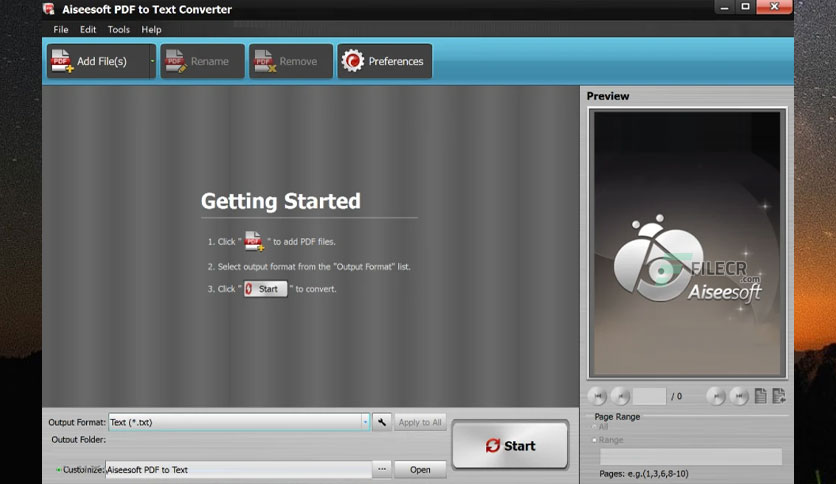 Aiseesoft PDF to Text Converter
File Edit Tools Help
Add File(s) Rename Remove Preferences
Preview
Getting Started
1. Click " " to add PDF files.
2. Select output format from the "Output Format" list.
3. Click " Start " to convert.
FILECR
.com
Aiseesoft
/ 0
Output Format: Text (*.txt) Apply to All
Output Folder:
Customize: Aiseesoft PDF to Text ... Open
Start
Page Range
All
Range
Pages: e.g.(1,3,6,8-10)